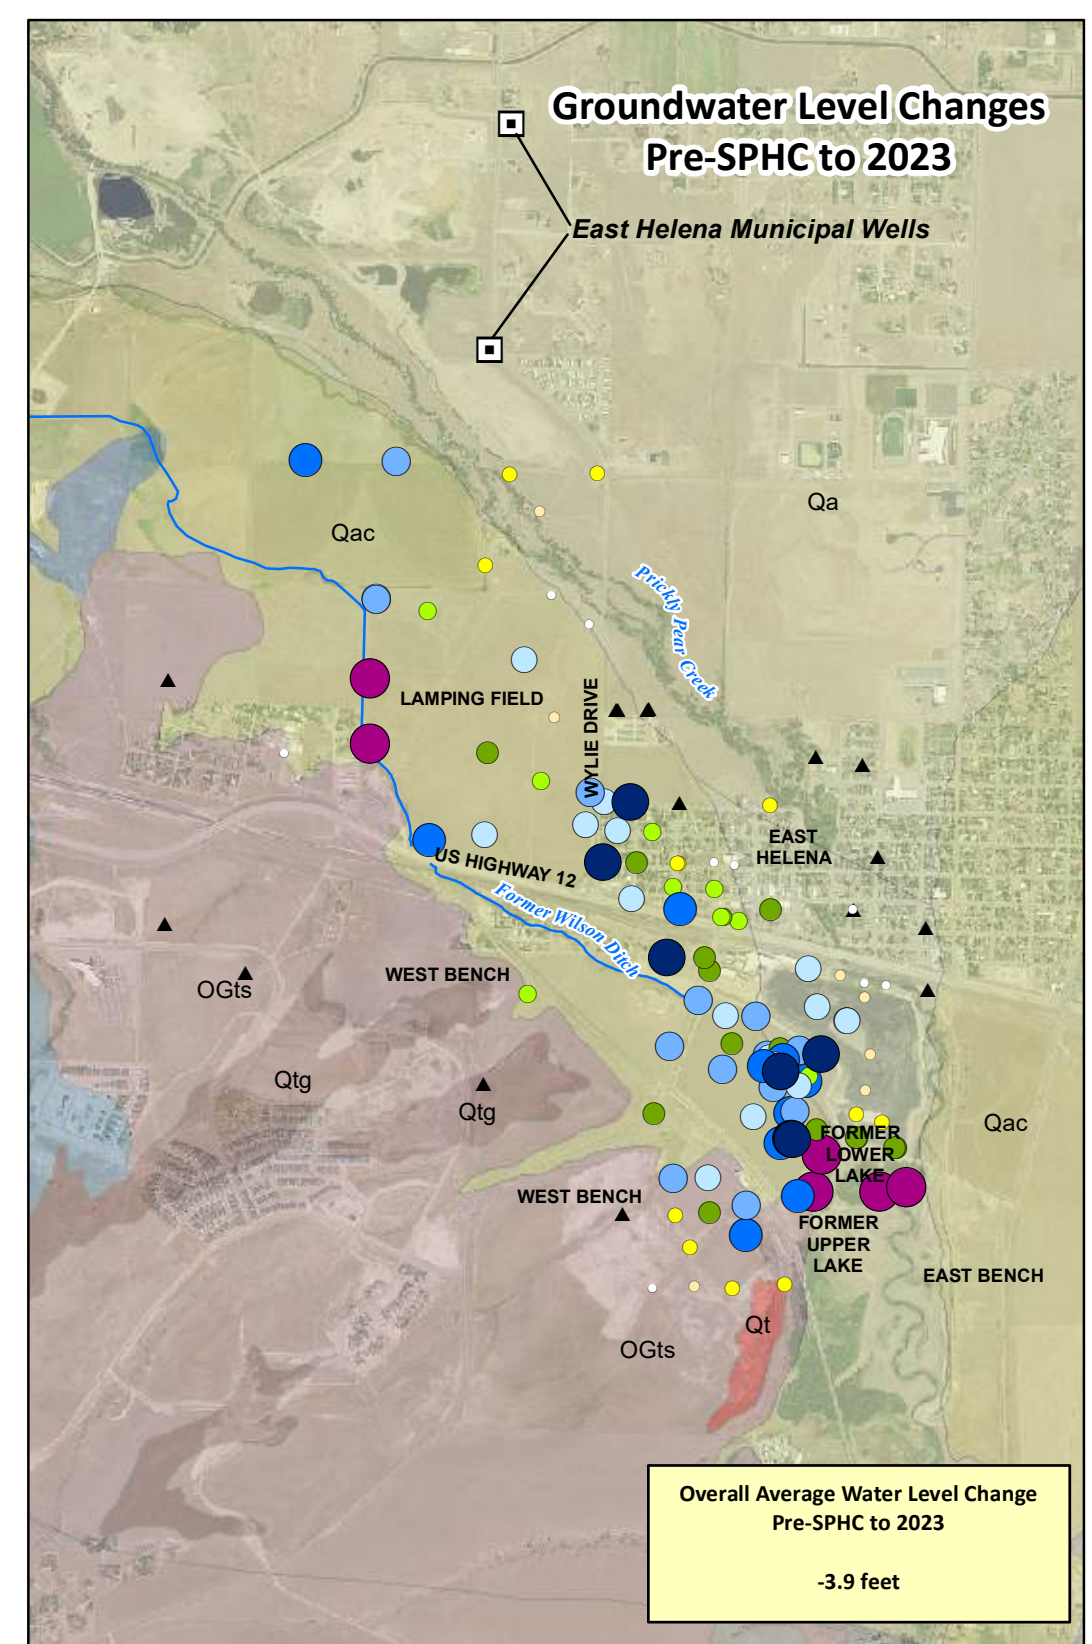 Groundwater Level Changes
Pre-SPHC to 2023
East Helena Municipal Wells
Qa
Qac
Prickly Pear Creek
LAMPING FIELD
WYLIE DRIVE
EAST
HELENA
US HIGHWAY 12
Former Wilson Ditch
WEST BENCH
OGts
Qtg
Qtg
Qac
FORMER
LOWER
LAKE
WEST BENCH
FORMER
UPPER
LAKE
EAST BENCH
Qt
OGts
Overall Average Water Level Change
Pre-SPHC to 2023
-3.9 feet